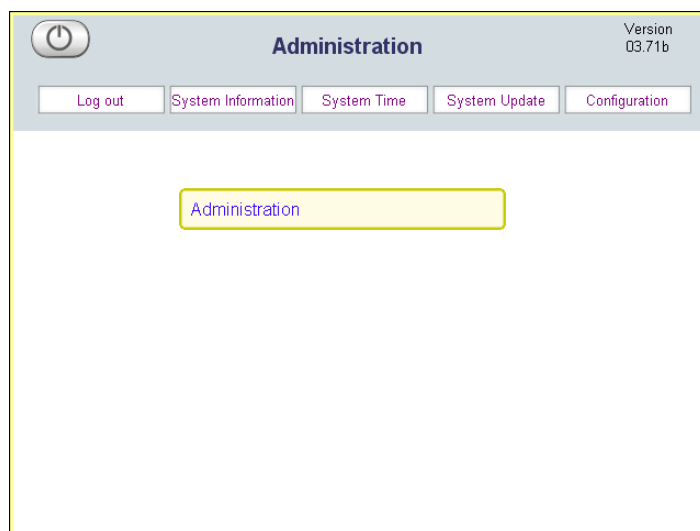 Administration
Version
03.71b
Log out
System Information
System Time
System Update
Configuration
Administration